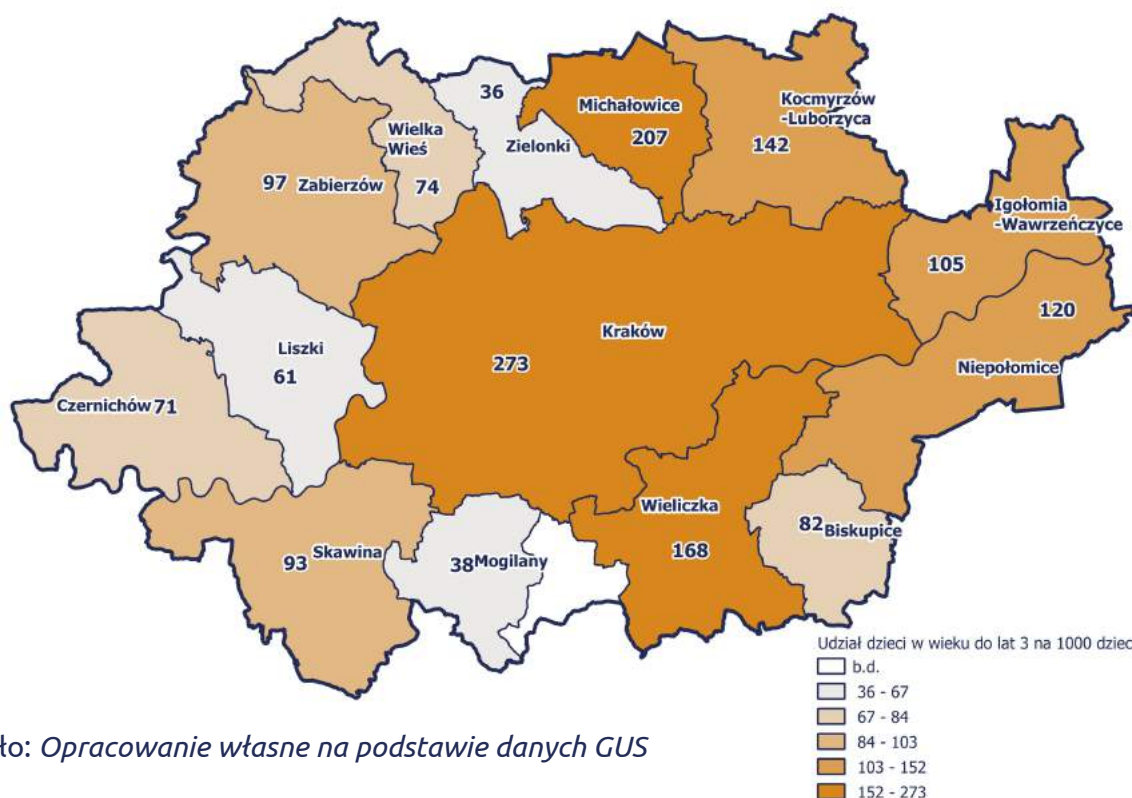 36
Michałowice
207
Kocmyrzów
-Luborzyca
142
Wielka
Wieś
74
Zielonki
97 Zabierzów
Igołomia
-Wawrzeńczyce
105
120
Kraków
273
Liszki
61
Niepołomice
Czernichów 71
Wieliczka
168
82 Biskupice
93 Skawina
38 Mogilany
Udział dzieci w wieku do lat 3 na 1000 dziec
b.d.
36 - 67
67 - 84
84 - 103
103 - 152
152 - 273
ło: Opracowanie własne na podstawie danych GUS